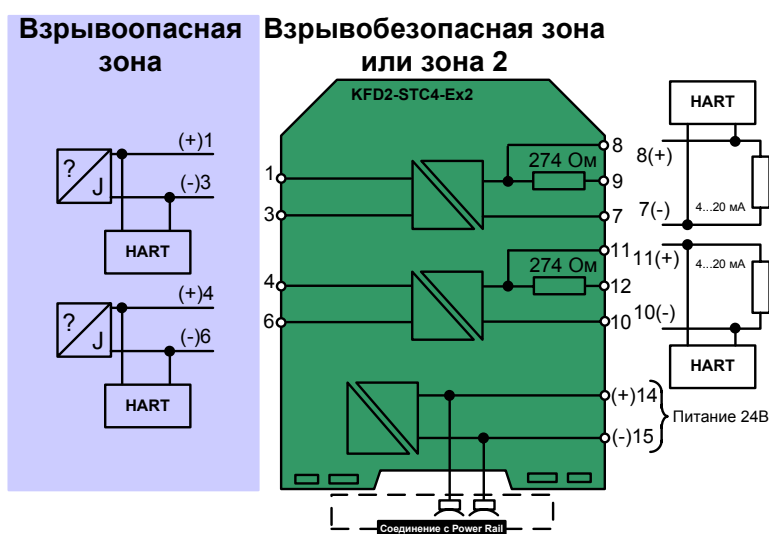 Взрывоопасная
зона
Взрывобезопасная зона
или зона 2
KFD2-STC4-Ex2
(+)1
?
J
(-)3
HART
(+)4
?
J
(-)6
HART
1
3
4
6
274 Ом
8
9
7
274 Ом
11
12
10
(+)14
(-)15
Питание 24В
HART
8(+)
4...20 мА
7(-)
11(+)
4...20 мА
10(-)
HART
Соединение с Power Rail